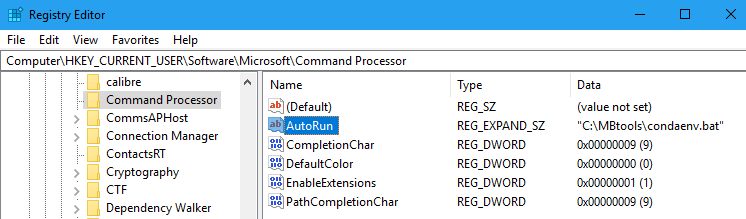 Registry Editor
File Edit View Favorites Help
Computer\HKEY_CURRENT_USER\Software\Microsoft\Command Processor
calibre
Command Processor
CommsAPHost
Connection Manager
ContactsRT
Cryptography
CTF
Dependency Walker
Name Type Data
(Default) REG_SZ (value not set)
AutoRun REG_EXPAND_SZ "C:\MBtools\condaenv.bat"
CompletionChar REG_DWORD 0x00000009 (9)
DefaultColor REG_DWORD 0x00000000 (0)
EnableExtensions REG_DWORD 0x00000001 (1)
PathCompletionChar REG_DWORD 0x00000009 (9)